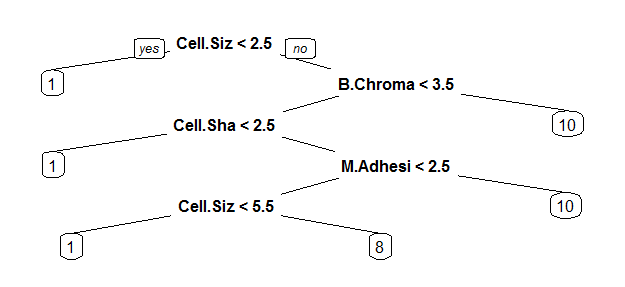 yes Cell.Siz < 2.5 no
1 B.Chroma < 3.5
Cell.Sha < 2.5 10
1 M.Adhesi < 2.5
Cell.Siz < 5.5 10
1 8